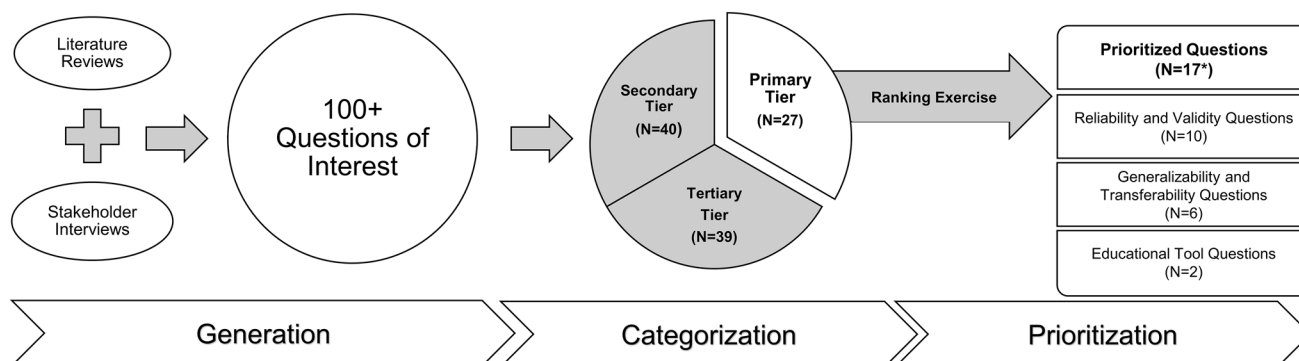 Literature
Reviews
Stakeholder
Interviews
100+
Questions of
Interest
Secondary
Tier
(N=40)
Primary
Tier
(N=27)
Tertiary
Tier
(N=39)
Ranking Exercise
Prioritized Questions
(N=17*)
Reliability and Validity Questions
(N=10)
Generalizability and
Transferability Questions
(N=6)
Educational Tool Questions
(N=2)
Generation
Categorization
Prioritization